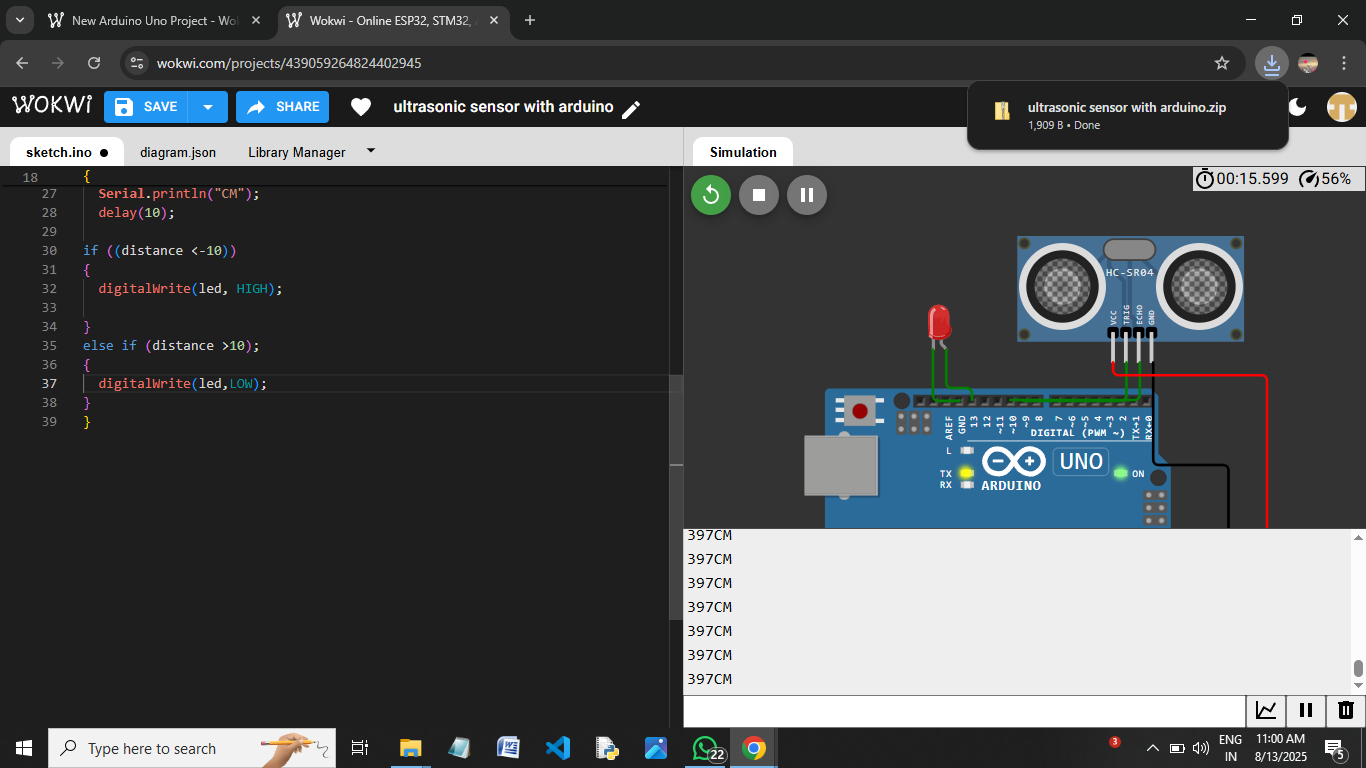 New Arduino Uno Project - Wok
Wokwi - Online ESP32, STM32, A
wokwi.com/projects/439059264824402945
WOKWi
SAVE
SHARE
ultrasonic sensor with arduino
ultrasonic sensor with arduino.zip
1,909 B • Done
sketch.ino ●
diagram.json
Library Manager
Simulation
18 {
27 Serial.println("CM");
28 delay(10);
29
30 if ((distance <-10))
31 {
32 digitalWrite(led, HIGH);
33
34 }
35 else if (distance >10);
36 {
37 digitalWrite(led,LOW);
38 }
39 }
00:15.599
56%
HC-SR04
VCC
TRIG
ECHO
GND
AREF
GND
13
12
~11
~10
~9
8
7
~6
~5
4
~3
2
TX→1
RX←0
DIGITAL (PWM ~)
L
TX
RX
UNO
ARDUINO
ON
397CM
397CM
397CM
397CM
397CM
397CM
397CM
Type here to search
22
3
ENG
IN
11:00 AM
8/13/2025
5